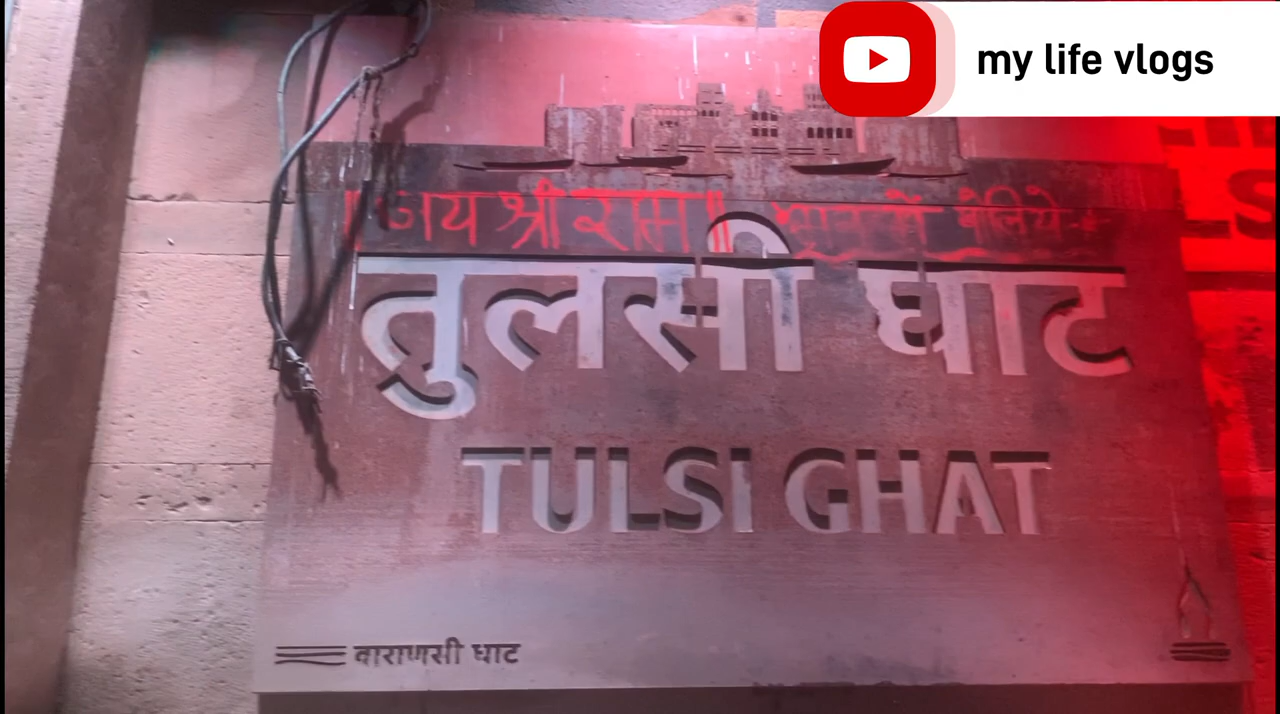 my life vlogs
॥ जय श्री राम ॥ बोलिये
तुलसी घाट
TULSI GHAT
वाराणसी घाट